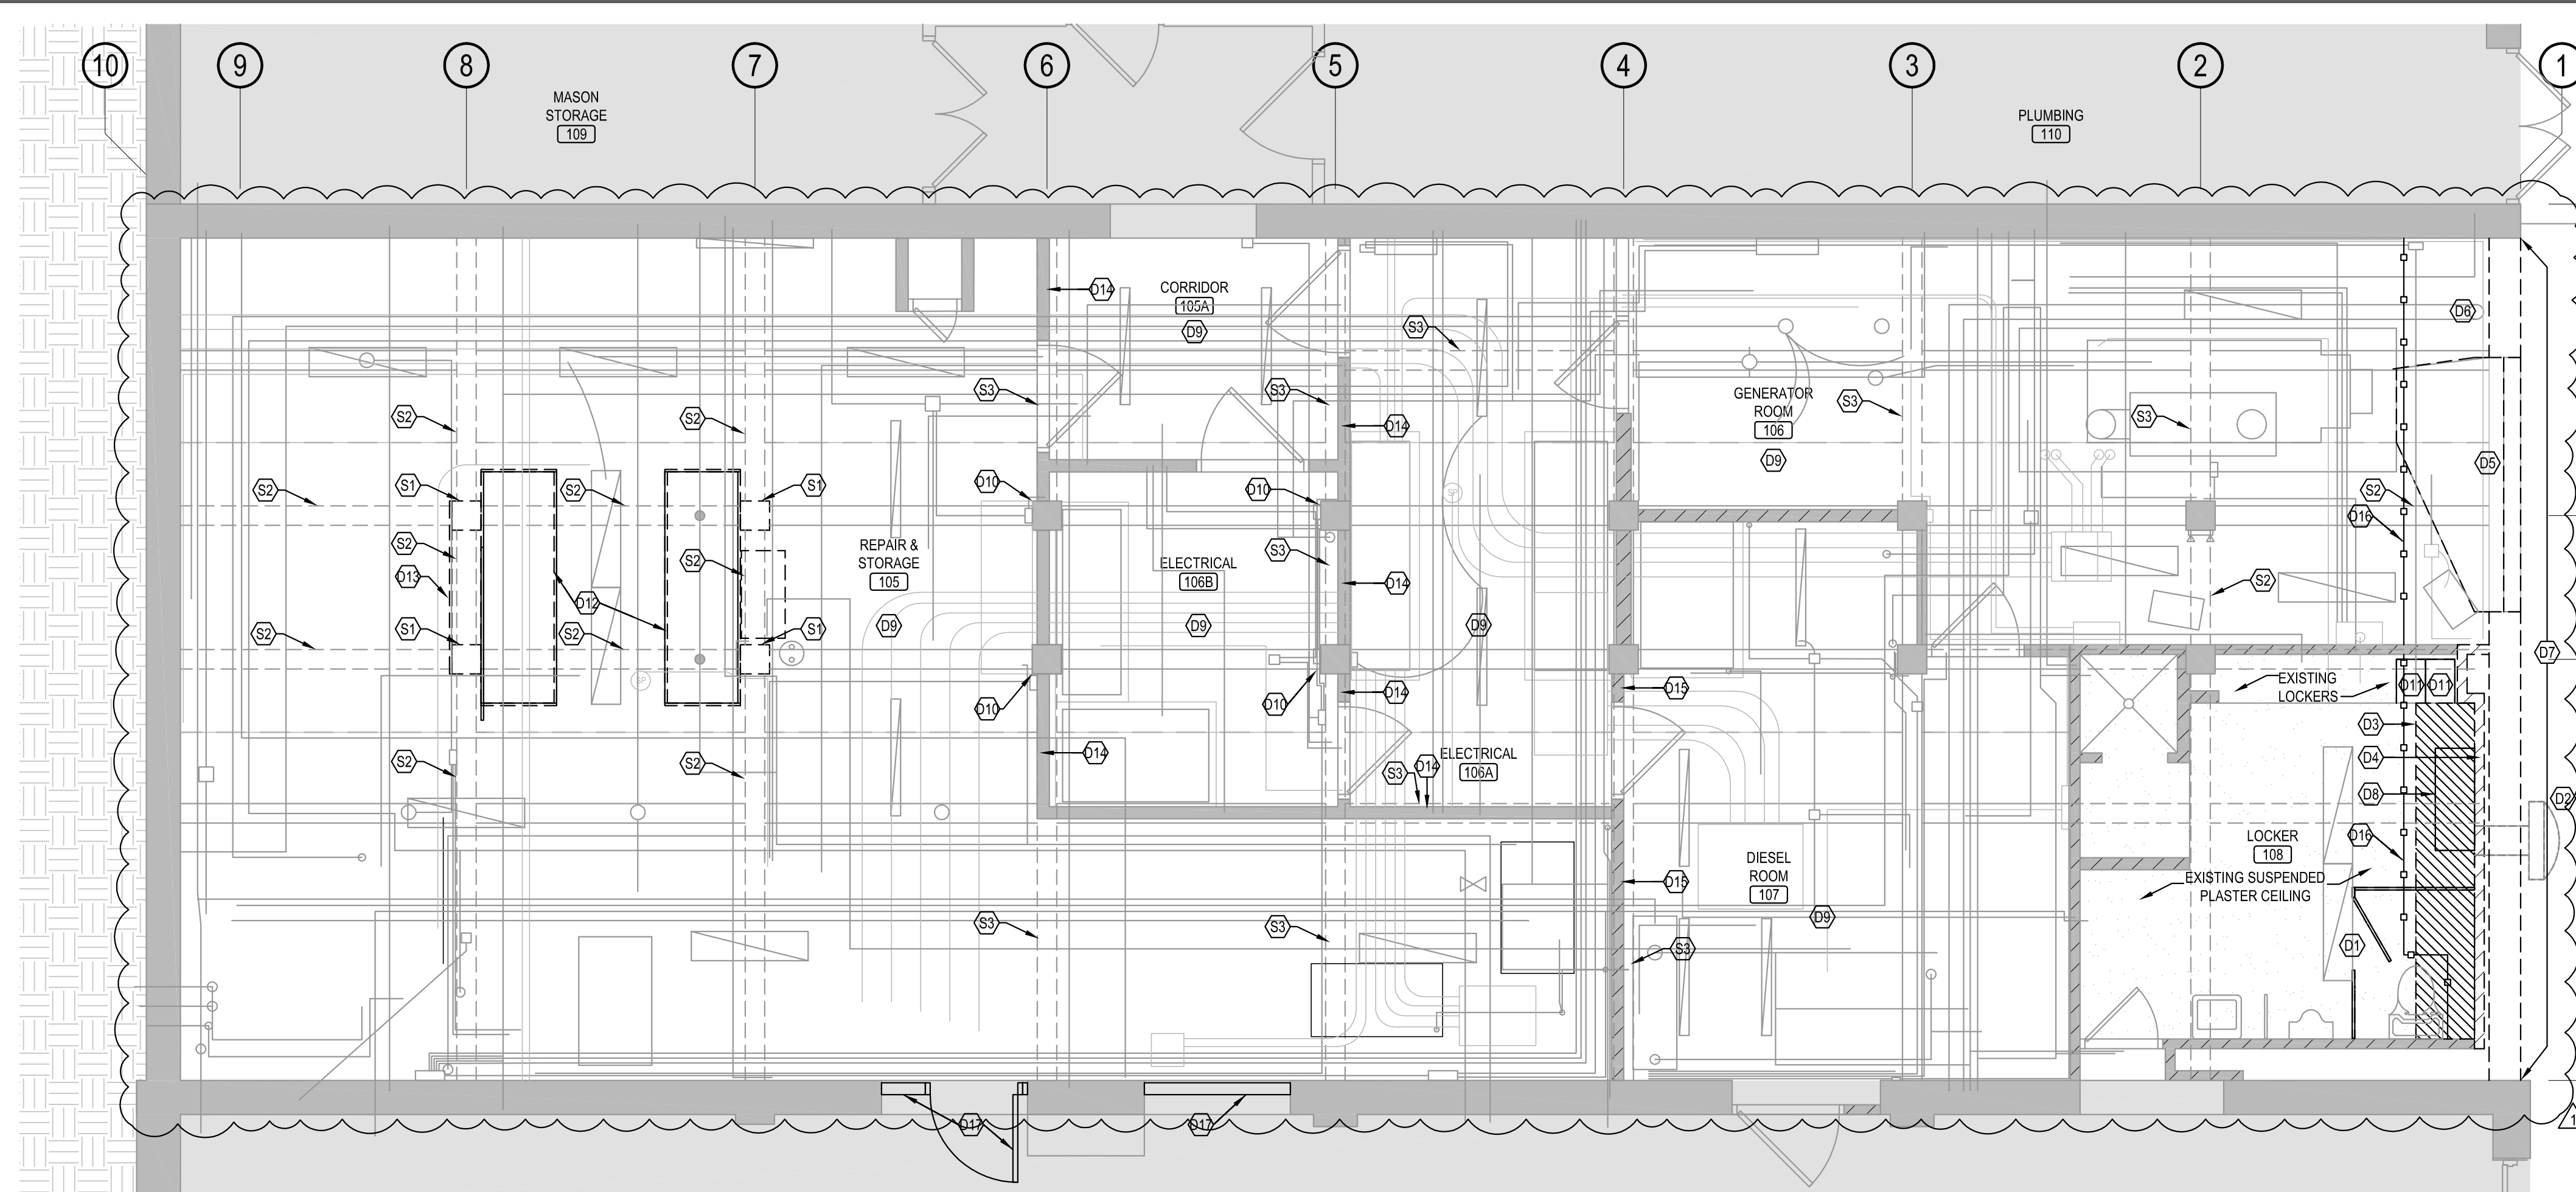 10
9
8
7
6
5
4
3
2
1
MASON
STORAGE
109
PLUMBING
110
CORRIDOR
105A
D9
D14
S3
D6
S3
S3
GENERATOR
ROOM
106
D9
S3
S3
S2
S2
D14
D5
S2
S1
S2
S1
D10
D10
S2
D16
S2
D13
S2
REPAIR &
STORAGE
105
ELECTRICAL
106B
S3
D14
S2
D12
S2
S1
S2
S1
D9
D9
D9
D7
SP
SP
D10
D10
D14
D15
EXISTING
LOCKERS
D11
D11
D3
S2
S2
D14
S3
D14
ELECTRICAL
106A
D4
D8
D2
DIESEL
ROOM
107
D15
D9
LOCKER
108
D16
EXISTING SUSPENDED
PLASTER CEILING
S3
S3
S3
D1
D17
D17
1